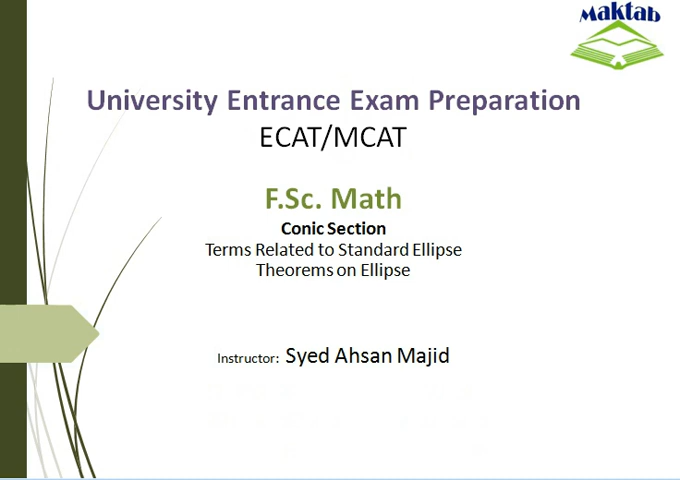 Maktab
University Entrance Exam Preparation
ECAT/MCAT
F.Sc. Math
Conic Section
Terms Related to Standard Ellipse
Theorems on Ellipse
Instructor: Syed Ahsan Majid